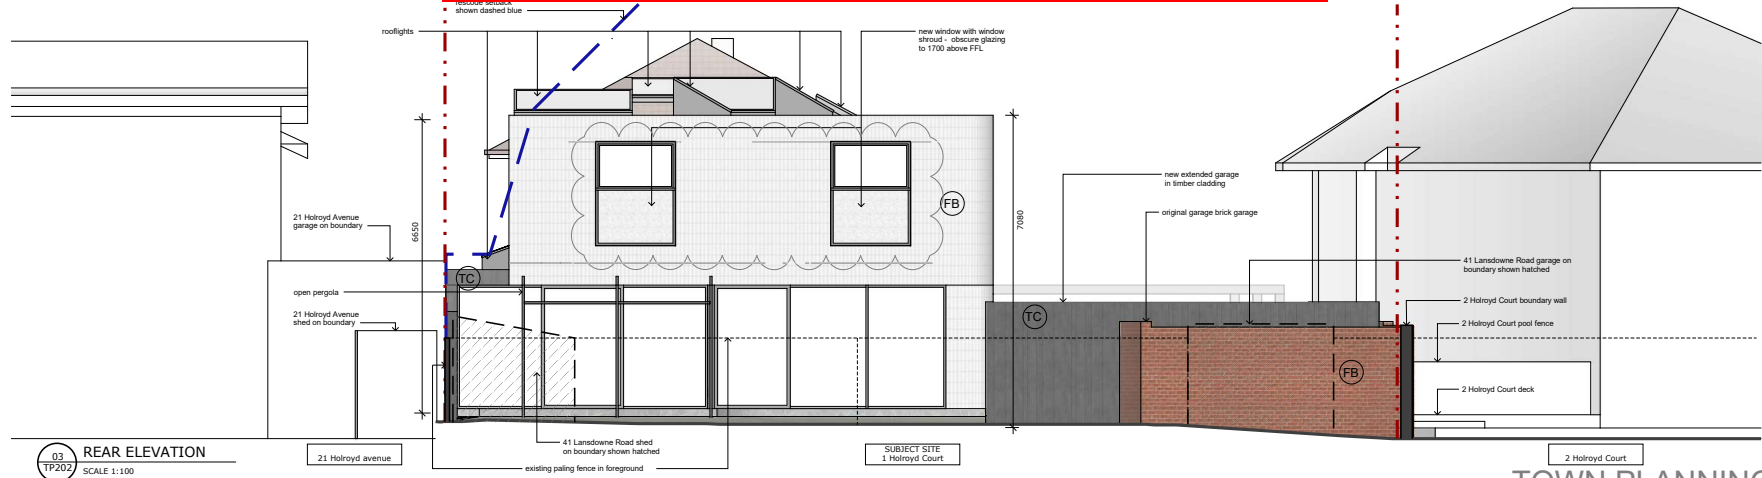 rescode setback
shown dashed blue
rooflights
new window with window
shroud - obscure glazing
to 1700 above FFL
21 Holroyd Avenue
garage on boundary
6650
FB
7080
new extended garage
in timber cladding
original garage brick garage
41 Lansdowne Road garage on
boundary shown hatched
TC
open pergola
21 Holroyd Avenue
shed on boundary
TC
2 Holroyd Court boundary wall
2 Holroyd Court pool fence
FB
2 Holroyd Court deck
41 Lansdowne Road shed
on boundary shown hatched
existing paling fence in foreground
03
TP202
REAR ELEVATION
SCALE 1:100
21 Holroyd avenue
SUBJECT SITE
1 Holroyd Court
2 Holroyd Court
TOWN PLANNING